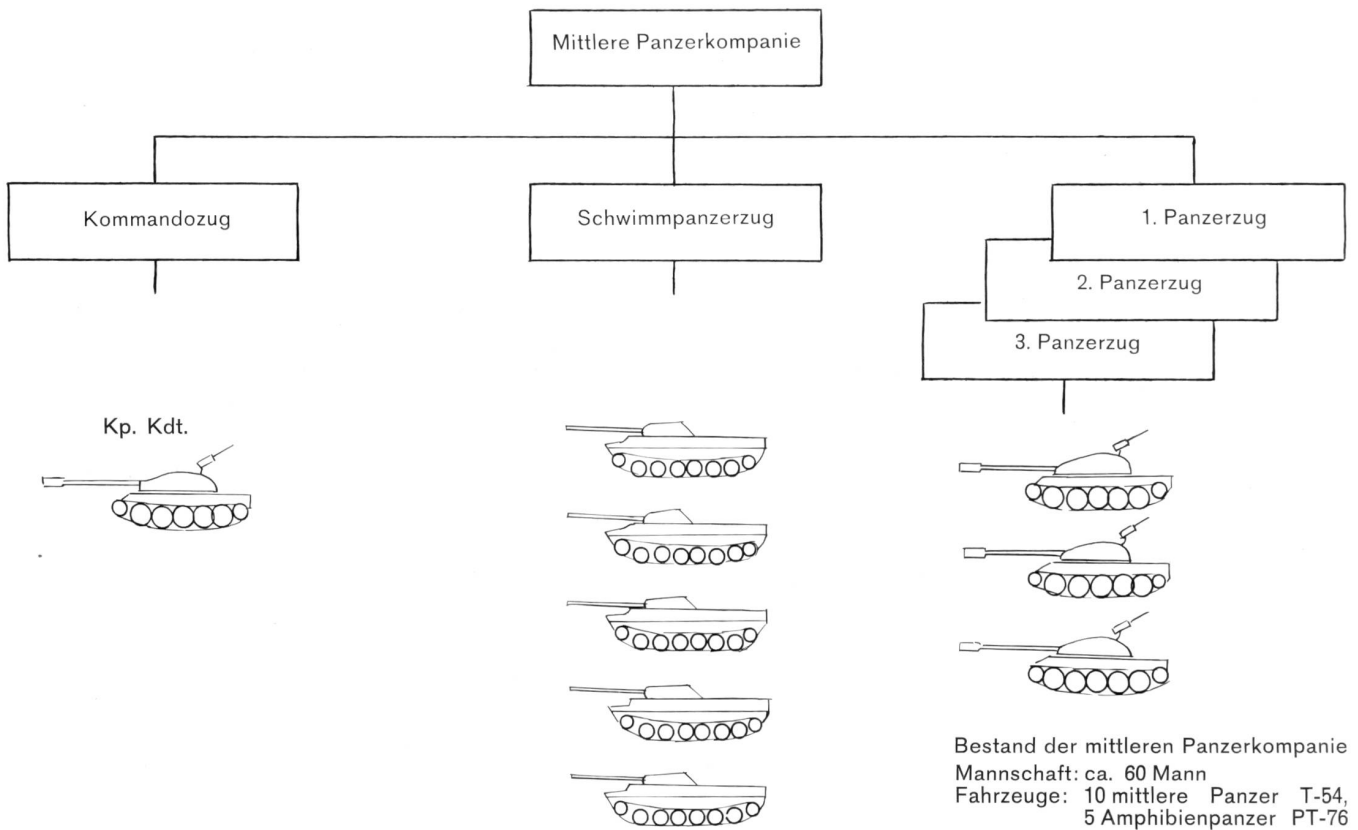 Mittlere Panzerkompanie
Kommandozug
Schwimmpanzerzug
1. Panzerzug
2. Panzerzug
3. Panzerzug
Kp. Kdt.
Bestand der mittleren Panzerkompanie
Mannschaft: ca. 60 Mann
Fahrzeuge: 10 mittlere Panzer T-54,
5 Amphibienpanzer PT-76